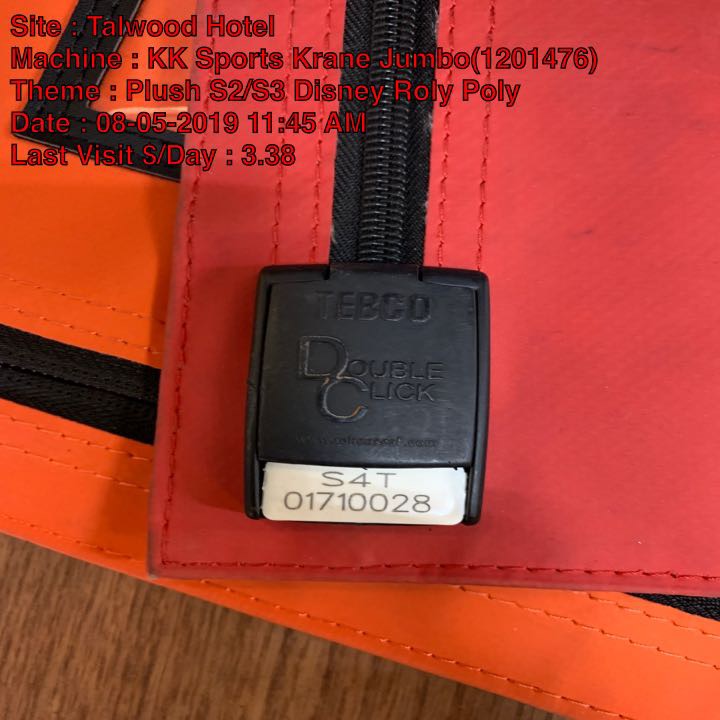 Site : Talwood Hotel
Machine : KK Sports Krane Jumbo(1201476)
Theme : Plush S2/S3 Disney Roly Poly
Date : 08-05-2019 11:45 AM
Last Visit S/Day : 3.38
TEBCO
DOUBLE
CLICK
S4T
01710028